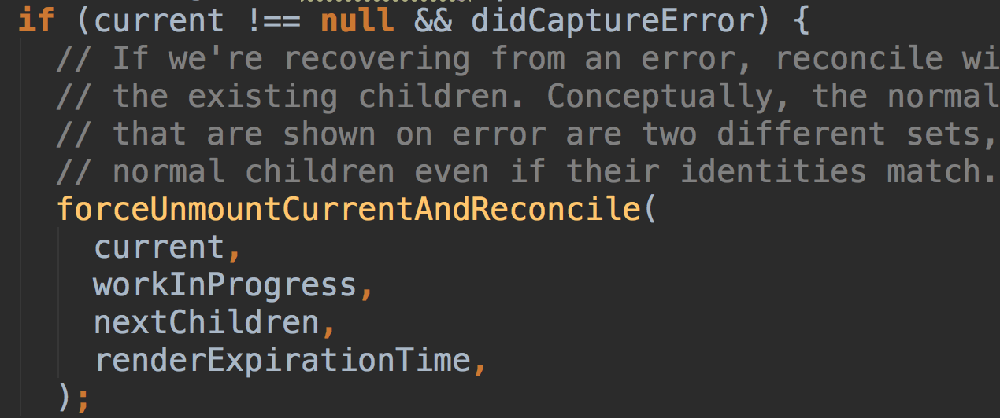 if (current !== null && didCaptureError) {
// If we're recovering from an error, reconcile wi
// the existing children. Conceptually, the normal
// that are shown on error are two different sets,
// normal children even if their identities match.
forceUnmountCurrentAndReconcile(
current,
workInProgress,
nextChildren,
renderExpirationTime,
);